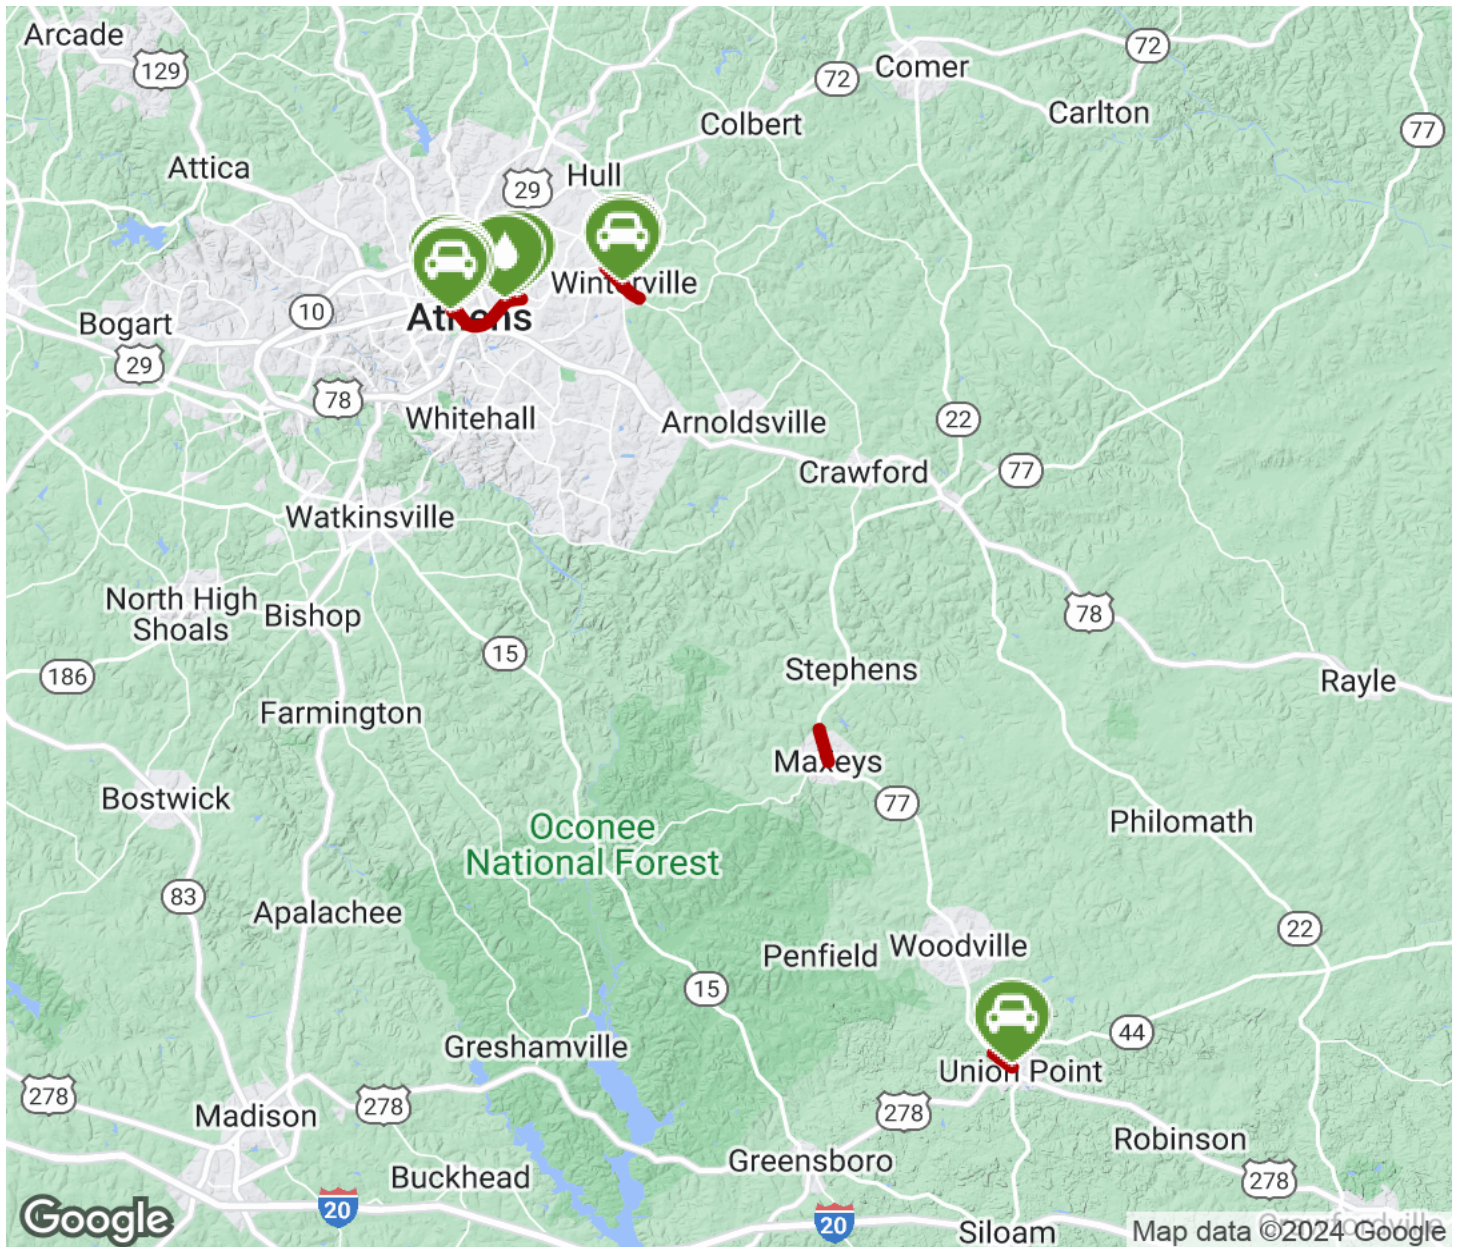 Arcade
129
72
72
Comer
Carlton
Colbert
77
Attica
Hull
29
Winterville
10
Athens
Bogart
29
78
Whitehall
Arnoldsville
22
Crawford
77
Watkinsville
North High
Shoals
Bishop
78
15
186
Stephens
Rayle
Farmington
Maxeys
Bostwick
77
Oconee
National Forest
Philomath
83
Apalachee
22
Penfield
Woodville
15
44
Greshamville
Union Point
278
278
278
Madison
Robinson
Greensboro
Buckhead
278
20
20
Google
Siloam
Crawfordville
Map data ©2024 Google